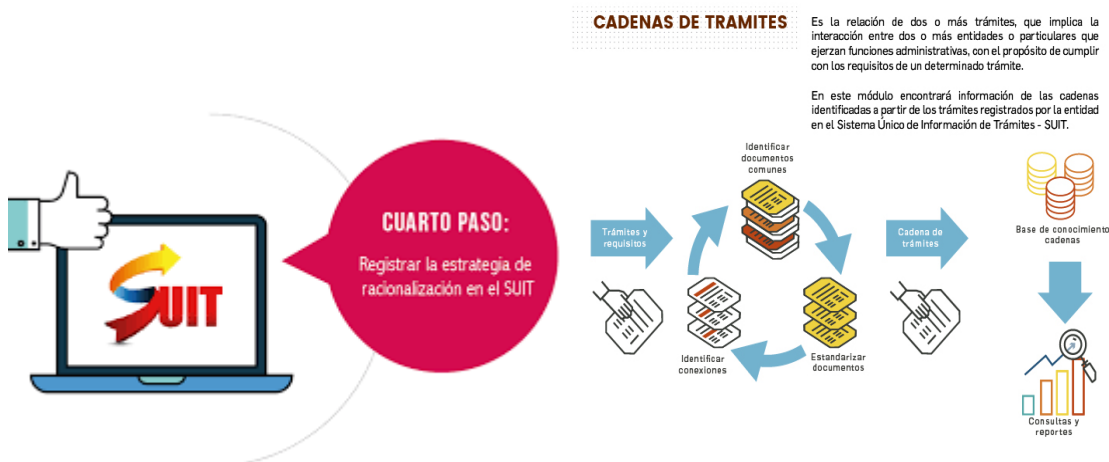 SUIT
CUARTO PASO:
Registrar la estrategia de
racionalización en el SUIT
CADENAS DE TRAMITES
Es la relación de dos o más trámites, que implica la
interacción entre dos o más entidades o particulares que
ejerzan funciones administrativas, con el propósito de cumplir
con los requisitos de un determinado trámite.
En este módulo encontrará información de las cadenas
identificadas a partir de los trámites registrados por la entidad
en el Sistema Único de Información de Trámites - SUIT.
Trámites y
requisitos
Identificar
documentos
comunes
Estandarizar
documentos
Identificar
conexiones
Cadena de
trámites
Base de conocimiento
cadenas
Consultas y
reportes